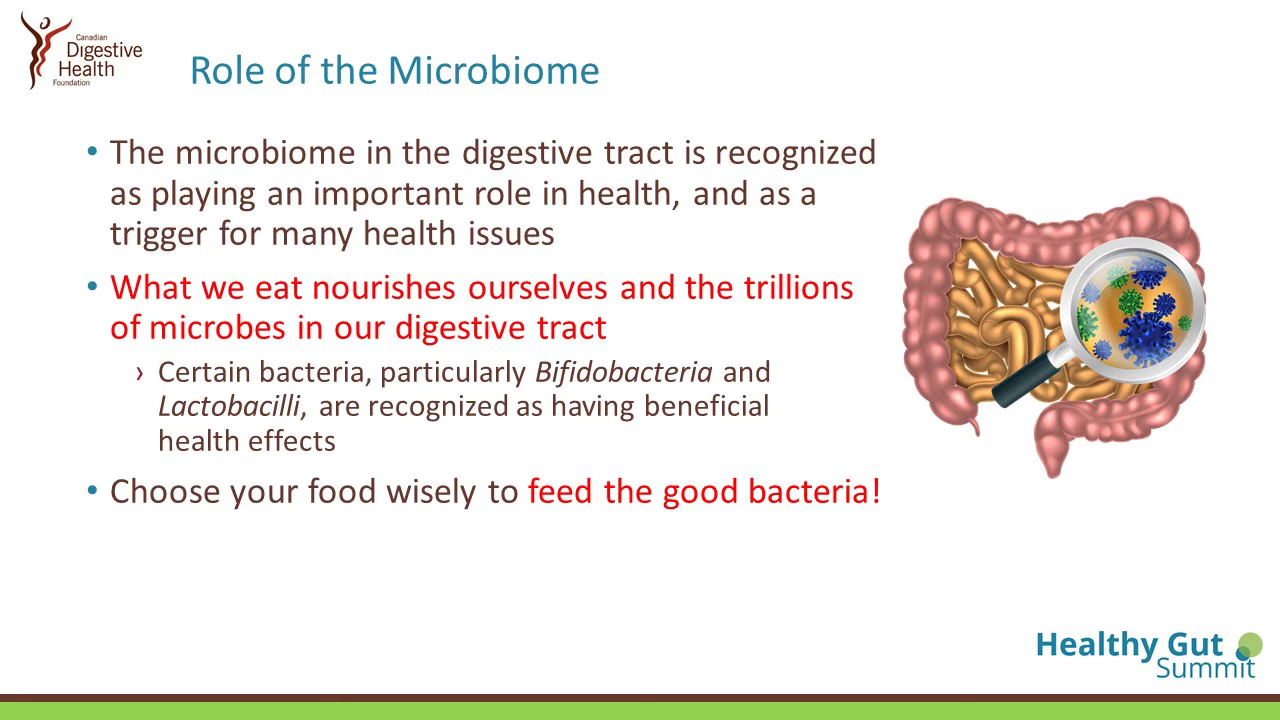 Canadian
Digestive
Health
Foundation
Role of the Microbiome
• The microbiome in the digestive tract is recognized
as playing an important role in health, and as a
trigger for many health issues
• What we eat nourishes ourselves and the trillions
of microbes in our digestive tract
› Certain bacteria, particularly Bifidobacteria and
Lactobacilli, are recognized as having beneficial
health effects
• Choose your food wisely to feed the good bacteria!
Healthy Gut
Summit